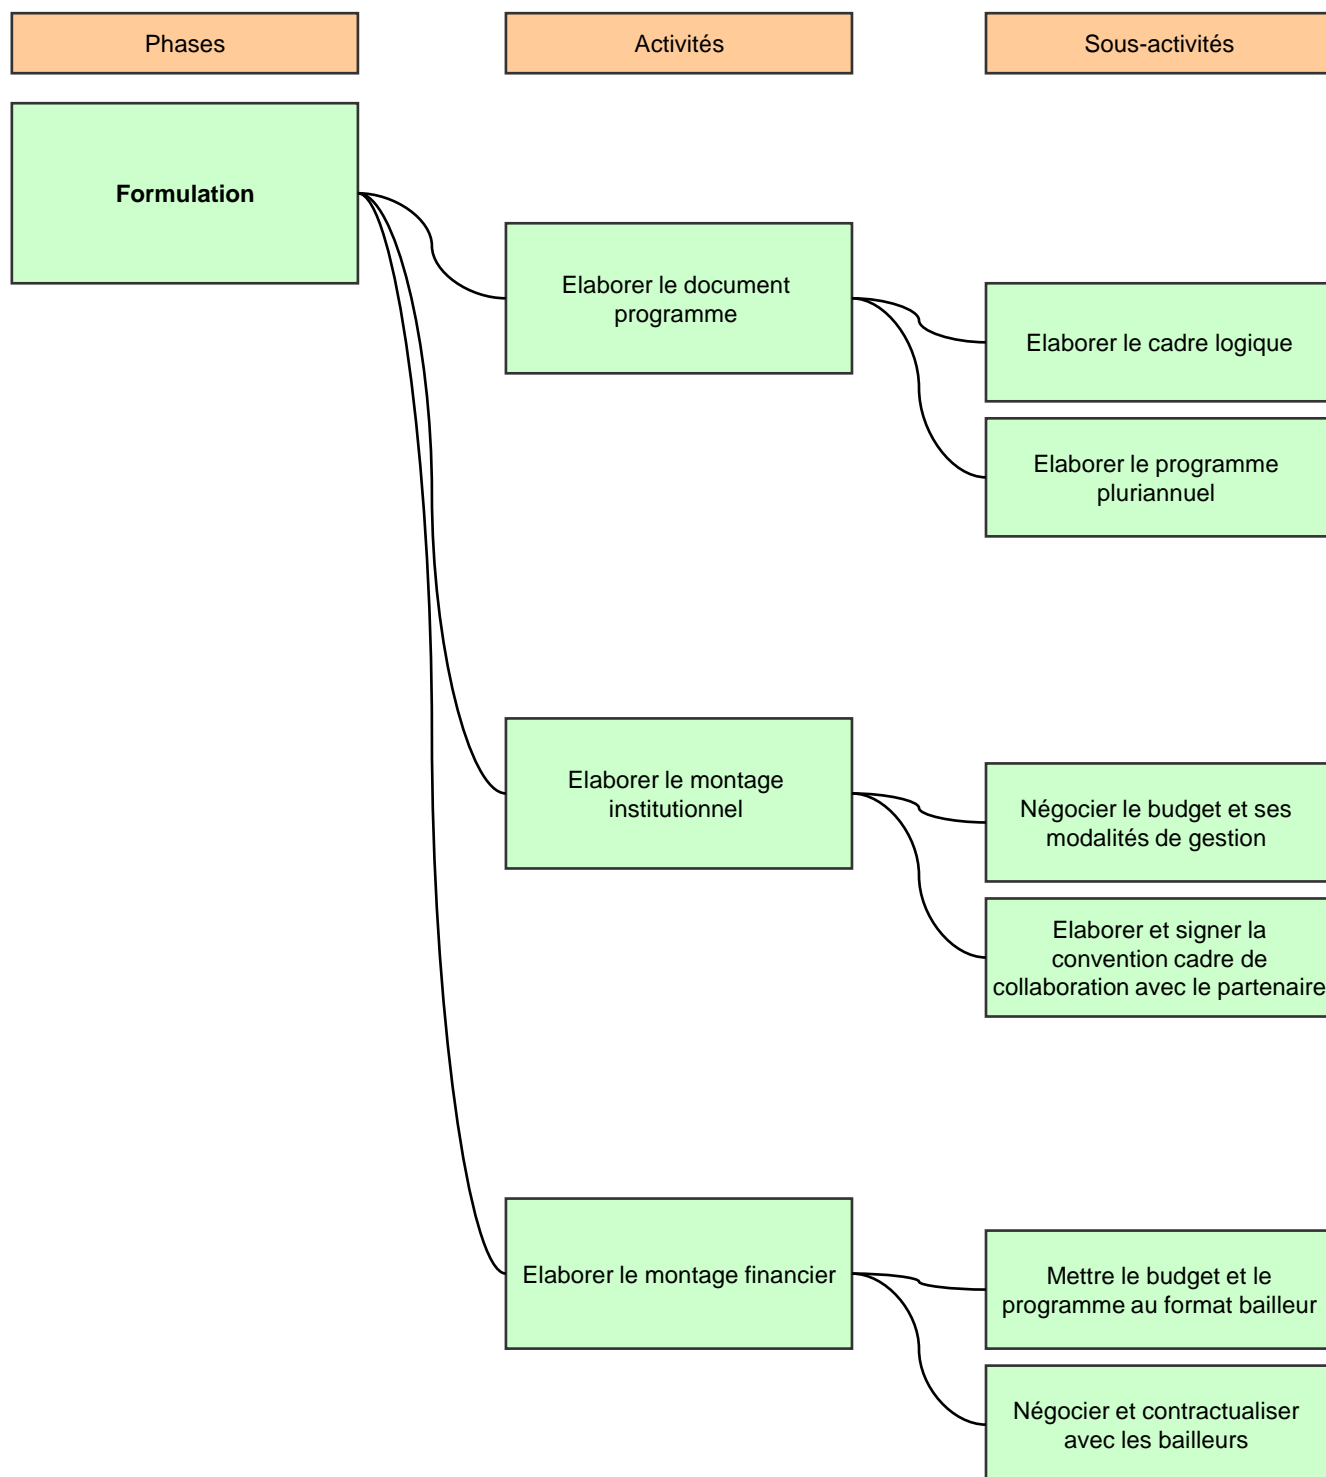 Phases
Activités
Sous-activités
Formulation
Elaborer le document
programme
Elaborer le cadre logique
Elaborer le programme
pluriannuel
Elaborer le montage
institutionnel
Négocier le budget et ses
modalités de gestion
Elaborer et signer la
convention cadre de
collaboration avec le partenaire
Elaborer le montage financier
Mettre le budget et le
programme au format bailleur
Négocier et contractualiser
avec les bailleurs